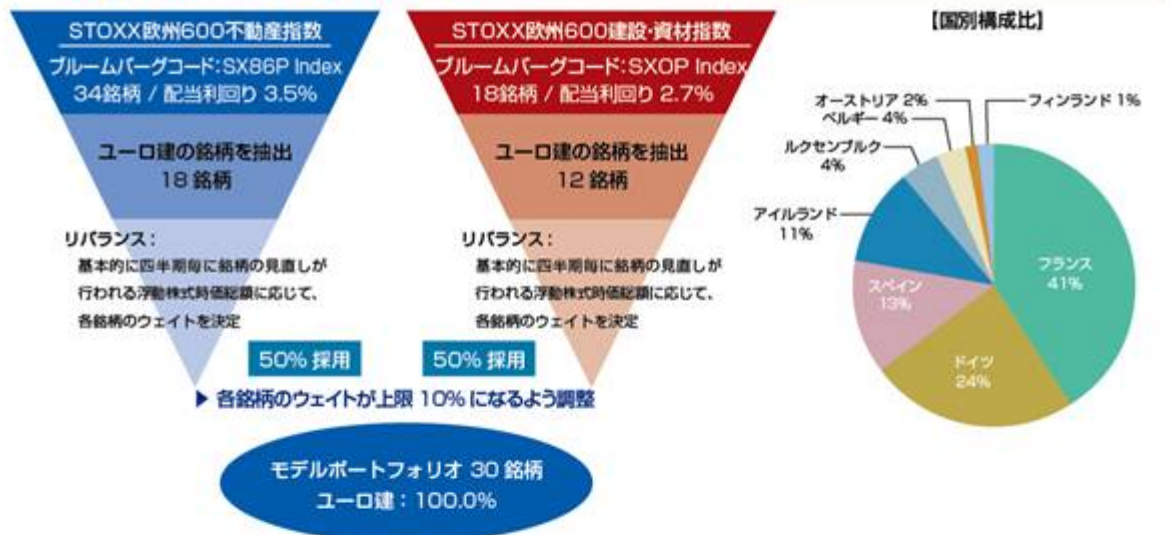 STOXX欧州600不動産指数
ブルームバーグコード:SX86P Index
34銘柄 / 配当利回り 3.5%
ユーロ建の銘柄を抽出
18 銘柄
リバランス：
基本的に四半期毎に銘柄の見直しが
行われる浮動株式時価総額に応じて、
各銘柄のウェイトを決定
50% 採用
STOXX欧州600建設・資材指数
ブルームバーグコード:SXOP Index
18銘柄 / 配当利回り 2.7%
ユーロ建の銘柄を抽出
12 銘柄
リバランス：
基本的に四半期毎に銘柄の見直しが
行われる浮動株式時価総額に応じて、
各銘柄のウェイトを決定
50% 採用
▶ 各銘柄のウェイトが上限 10% になるよう調整
モデルポートフォリオ 30 銘柄
ユーロ建：100.0%
【国別構成比】
オーストリア 2%
フィンランド 1%
ベルギー 4%
ルクセンブルク
4%
アイルランド
11%
スペイン
13%
フランス
41%
ドイツ
24%